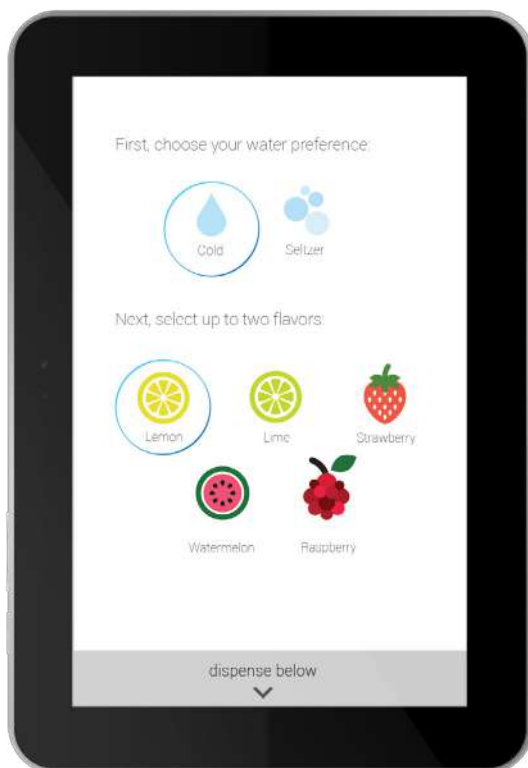 First, choose your water preference:
Cold
Seltzer
Next, select up to two flavors:
Lemon
Lime
Strawberry
Watermelon
Raspberry
dispense below